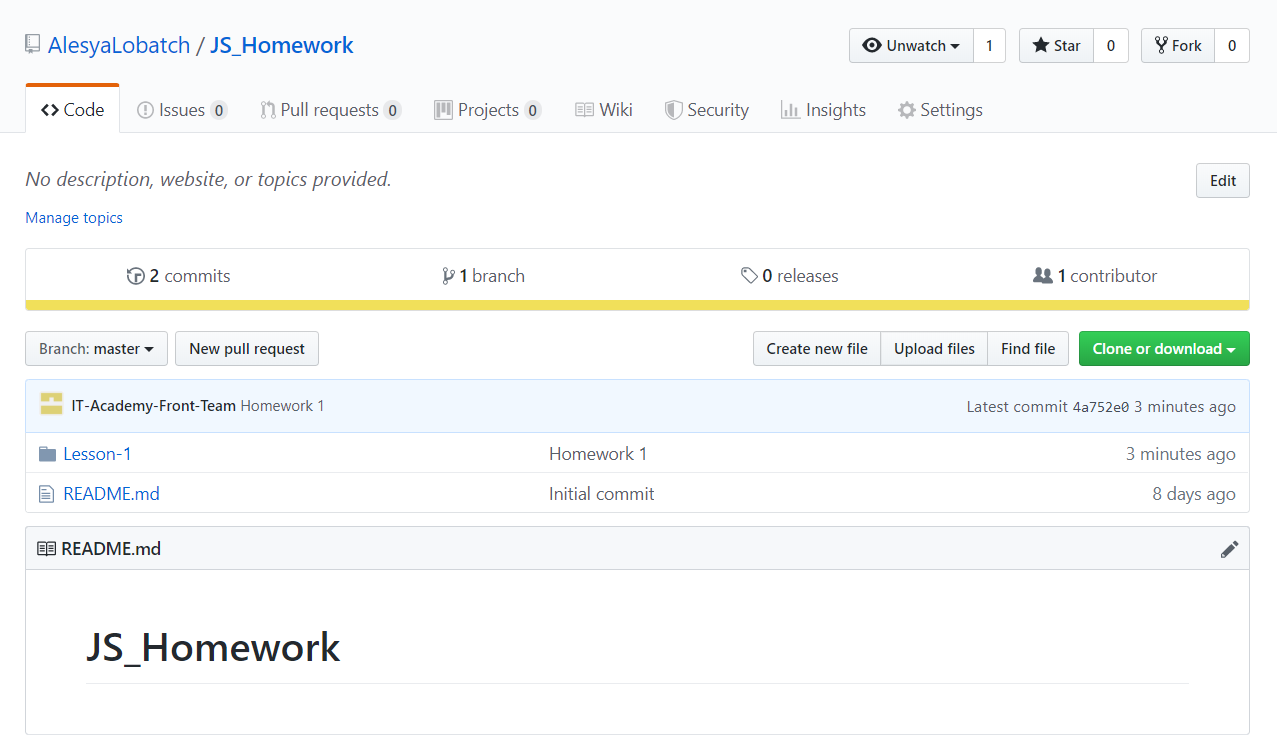 AlesyaLobatch / JS_Homework
Unwatch 1 Star 0 Fork 0
Code Issues 0 Pull requests 0 Projects 0 Wiki Security Insights Settings
No description, website, or topics provided. Edit
Manage topics
2 commits 1 branch 0 releases 1 contributor
Branch: master New pull request Create new file Upload files Find file Clone or download
IT-Academy-Front-Team Homework 1 Latest commit 4a752e0 3 minutes ago
Lesson-1 Homework 1 3 minutes ago
README.md Initial commit 8 days ago
README.md
JS_Homework